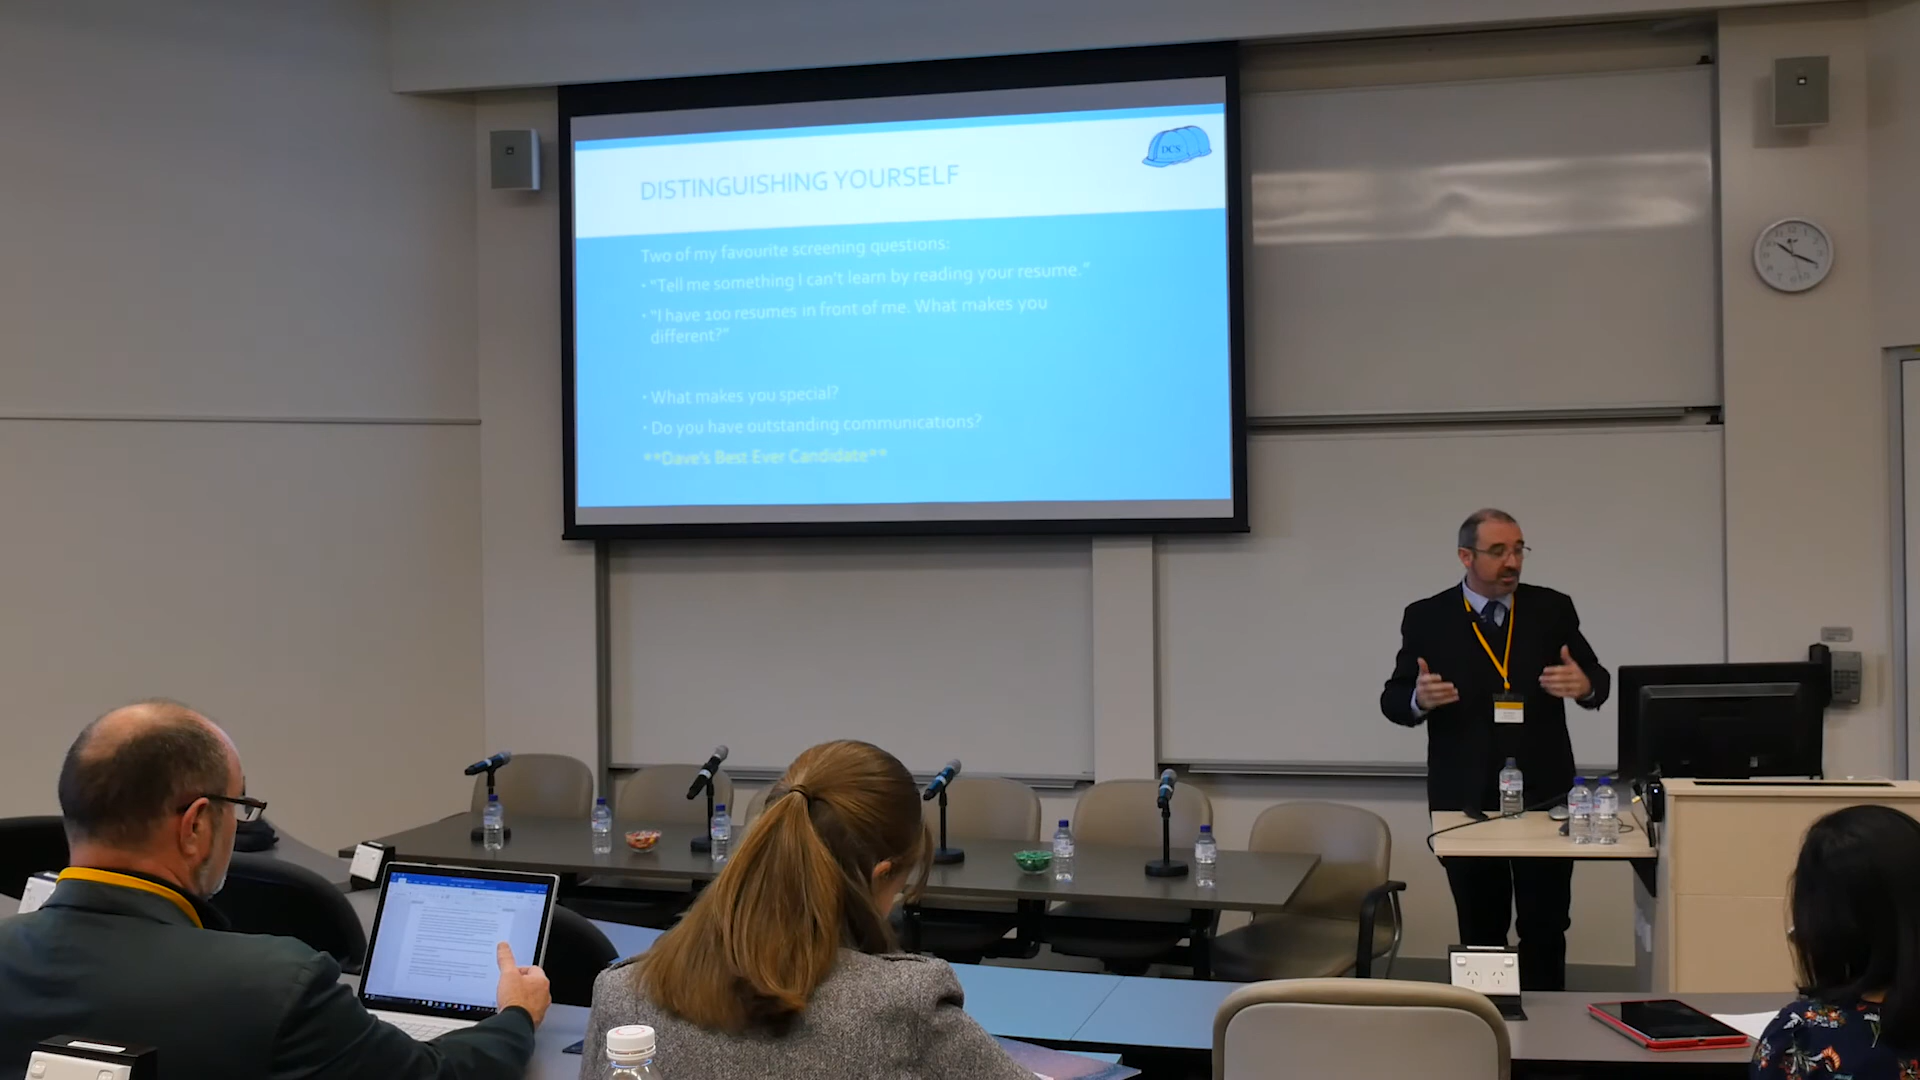 DCS
DISTINGUISHING YOURSELF
Two of my favourite screening questions:
• “Tell me something I can't learn by reading your resume.”
• “I have 100 resumes in front of me. What makes you
different?”
• What makes you special?
• Do you have outstanding communications?
**Dave's Best Ever Candidate**